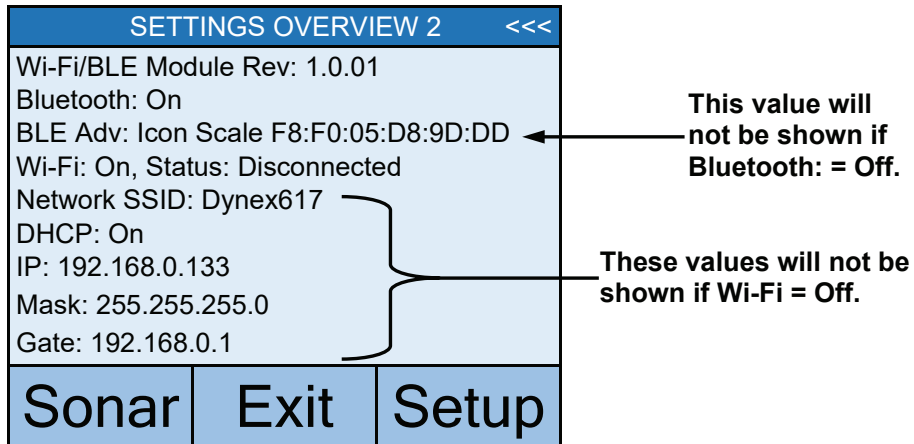 SETTINGS OVERVIEW 2 <<<
Wi-Fi/BLE Module Rev: 1.0.01
Bluetooth: On
BLE Adv: Icon Scale F8:F0:05:D8:9D:DD
Wi-Fi: On, Status: Disconnected
Network SSID: Dynex617
DHCP: On
IP: 192.168.0.133
Mask: 255.255.255.0
Gate: 192.168.0.1
Sonar Exit Setup
This value will
not be shown if
Bluetooth: = Off.
These values will not be
shown if Wi-Fi = Off.